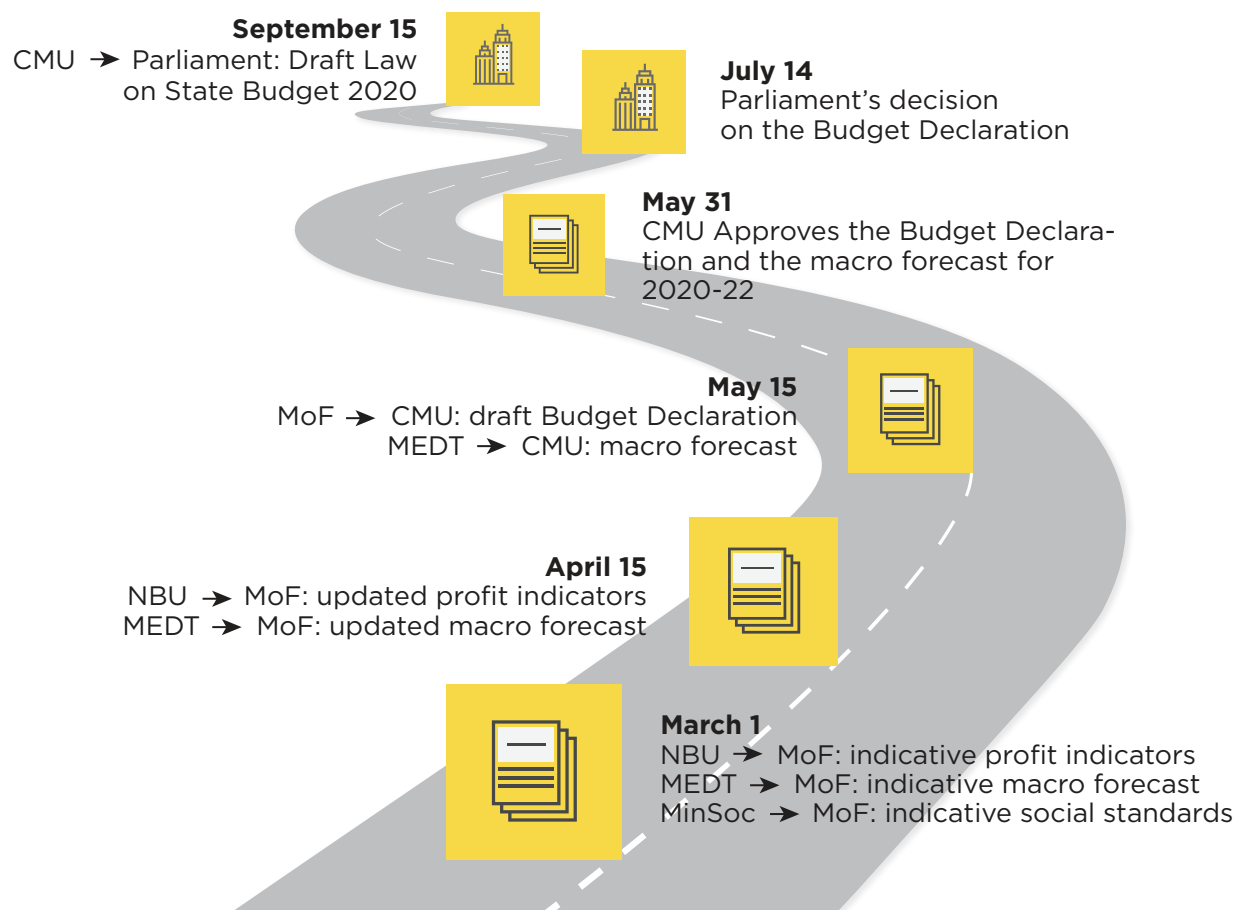 September 15
CMU → Parliament: Draft Law
on State Budget 2020
July 14
Parliament's decision
on the Budget Declaration
May 31
CMU Approves the Budget Declara-
tion and the macro forecast for
2020-22
May 15
MoF → CMU: draft Budget Declaration
MEDT → CMU: macro forecast
April 15
NBU → MoF: updated profit indicators
MEDT → MoF: updated macro forecast
March 1
NBU → MoF: indicative profit indicators
MEDT → MoF: indicative macro forecast
MinSoc → MoF: indicative social standards